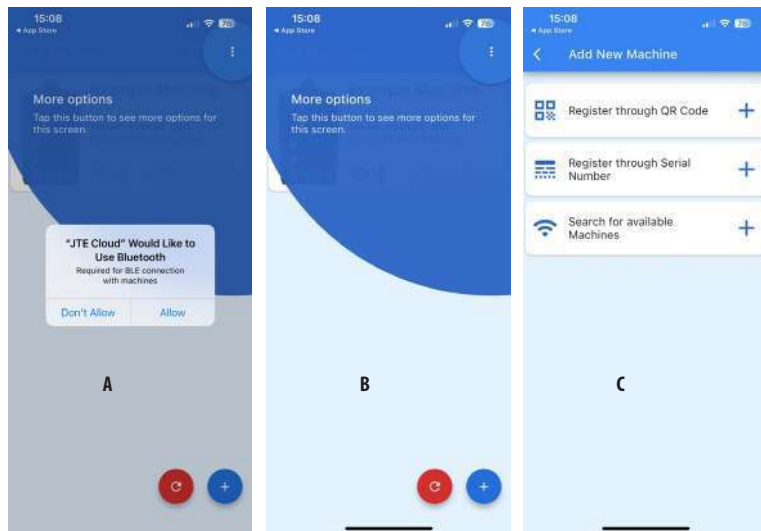 15:08
76
App Store
More options
Tap this button to see more options for
this screen.
"JTE Cloud" Would Like to
Use Bluetooth
Required for BLE connection
with machines
Don't Allow
Allow
A
15:08
76
App Store
More options
Tap this button to see more options for
this screen.
B
15:08
App Store
Add New Machine
Register through QR Code
Register through Serial
Number
Search for available
Machines
C